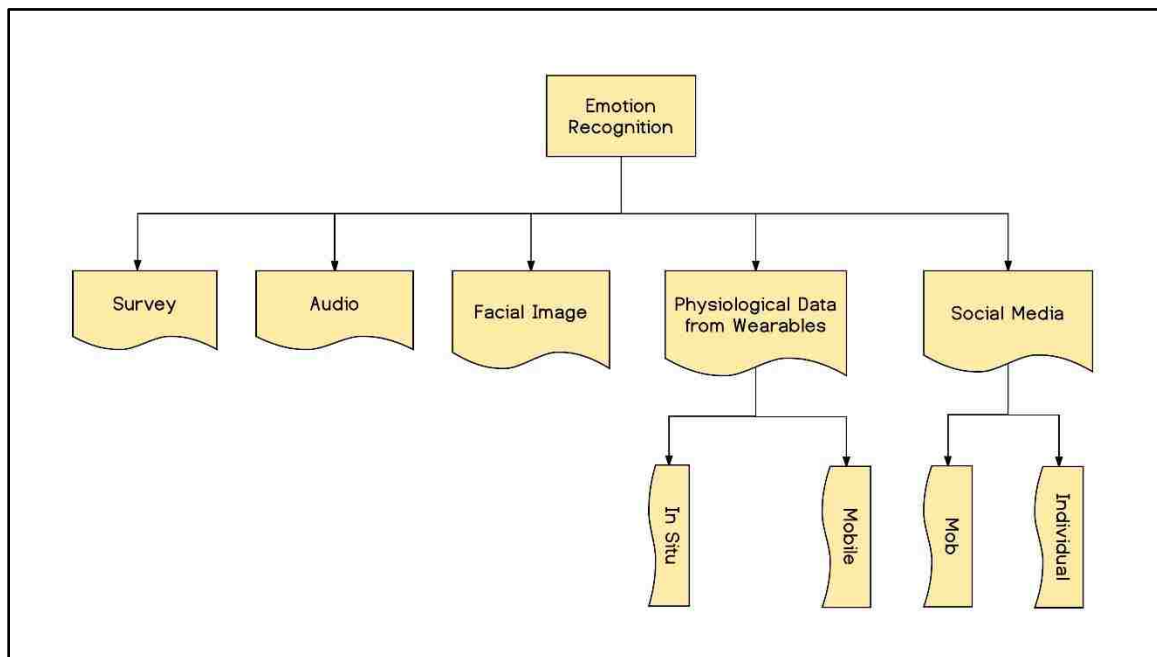 Emotion
Recognition
Survey
Audio
Facial Image
Physiological Data
from Wearables
Social Media
In Situ
Mobile
Mob
Individual